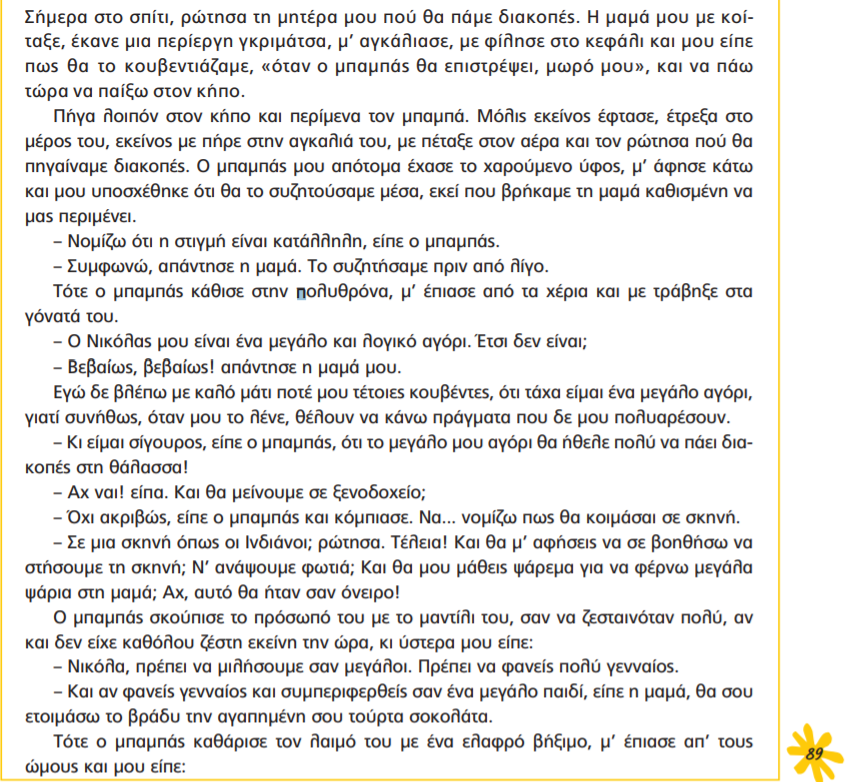 Σήμερα στο σπίτι, ρώτησα τη μητέρα μου πού θα πάμε διακοπές. Η μαμά μου με κοί-
ταξε, έκανε μια περίεργη γκριμάτσα, μ’ αγκάλιασε, με φίλησε στο κεφάλι και μου είπε
πως θα το κουβεντιάζαμε, «όταν ο μπαμπάς θα επιστρέψει, μωρό μου», και να πάω
τώρα να παίξω στον κήπο.
Πήγα λοιπόν στον κήπο και περίμενα τον μπαμπά. Μόλις εκείνος έφτασε, έτρεξα στο
μέρος του, εκείνος με πήρε στην αγκαλιά του, με πέταξε στον αέρα και τον ρώτησα πού θα
πηγαίναμε διακοπές. Ο μπαμπάς μου απότομα έχασε το χαρούμενο ύφος, μ’ άφησε κάτω
και μου υποσχέθηκε ότι θα το συζητούσαμε μέσα, εκεί που βρήκαμε τη μαμά καθισμένη να
μας περιμένει.
– Νομίζω ότι η στιγμή είναι κατάλληλη, είπε ο μπαμπάς.
– Συμφωνώ, απάντησε η μαμά. Το συζητήσαμε πριν από λίγο.
Τότε ο μπαμπάς κάθισε στην πολυθρόνα, μ’ έπιασε από τα χέρια και με τράβηξε στα
γόνατά του.
– Ο Νικόλας μου είναι ένα μεγάλο και λογικό αγόρι. Έτσι δεν είναι;
– Βεβαίως, βεβαίως! απάντησε η μαμά μου.
Εγώ δε βλέπω με καλό μάτι ποτέ μου τέτοιες κουβέντες, ότι τάχα είμαι ένα μεγάλο αγόρι,
γιατί συνήθως, όταν μου το λένε, θέλουν να κάνω πράγματα που δε μου πολυαρέσουν.
– Κι είμαι σίγουρος, είπε ο μπαμπάς, ότι το μεγάλο μου αγόρι θα ήθελε πολύ να πάει δια-
κοπές στη θάλασσα!
– Αχ ναι! είπα. Και θα μείνουμε σε ξενοδοχείο;
– Όχι ακριβώς, είπε ο μπαμπάς και κόμπιασε. Να... νομίζω πως θα κοιμάσαι σε σκηνή.
– Σε μια σκηνή όπως οι Ινδιάνοι; ρώτησα. Τέλεια! Και θα μ’ αφήσεις να σε βοηθήσω να
στήσουμε τη σκηνή; Ν’ ανάψουμε φωτιά; Και θα μου μάθεις ψάρεμα για να φέρνω μεγάλα
ψάρια στη μαμά; Αχ, αυτό θα ήταν σαν όνειρο!
Ο μπαμπάς σκούπισε το πρόσωπό του με το μαντίλι του, σαν να ζεσταινόταν πολύ, αν
και δεν είχε καθόλου ζέστη εκείνη την ώρα, κι ύστερα μου είπε:
– Νικόλα, πρέπει να μιλήσουμε σαν μεγάλοι. Πρέπει να φανείς πολύ γενναίος.
– Και αν φανείς γενναίος και συμπεριφερθείς σαν ένα μεγάλο παιδί, είπε η μαμά, θα σου
ετοιμάσω το βράδυ την αγαπημένη σου τούρτα σοκολάτα.
Τότε ο μπαμπάς καθάρισε τον λαιμό του με ένα ελαφρό βήξιμο, μ’ έπιασε απ’ τους
ώμους και μου είπε:
89